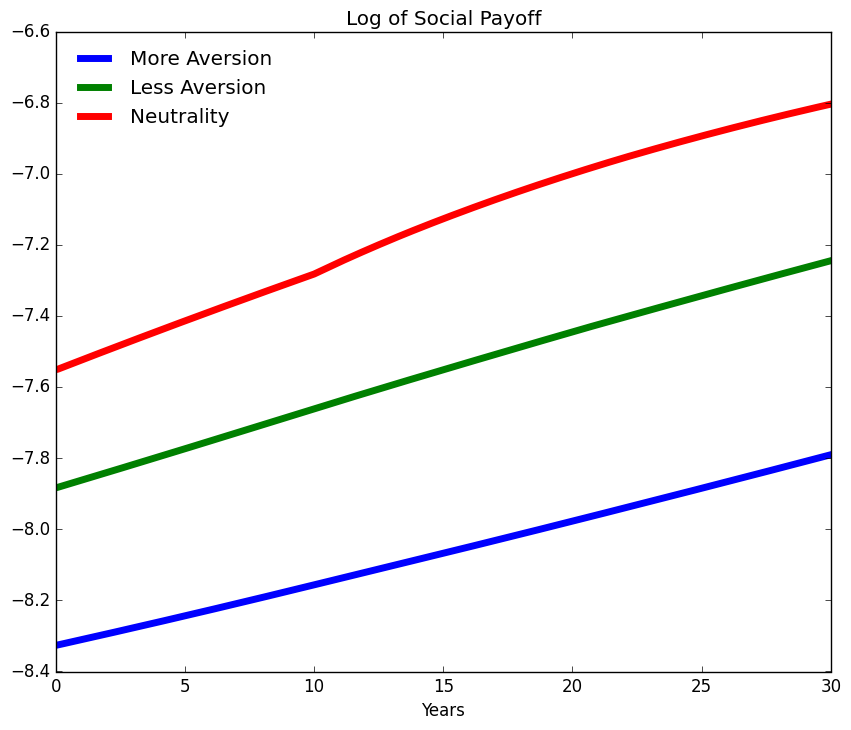 Log of Social Payoff
−6.6
−6.8
−7.0
−7.2
−7.4
−7.6
−7.8
−8.0
−8.2
−8.4
More Aversion
Less Aversion
Neutrality
0 5 10 15 20 25 30
Years